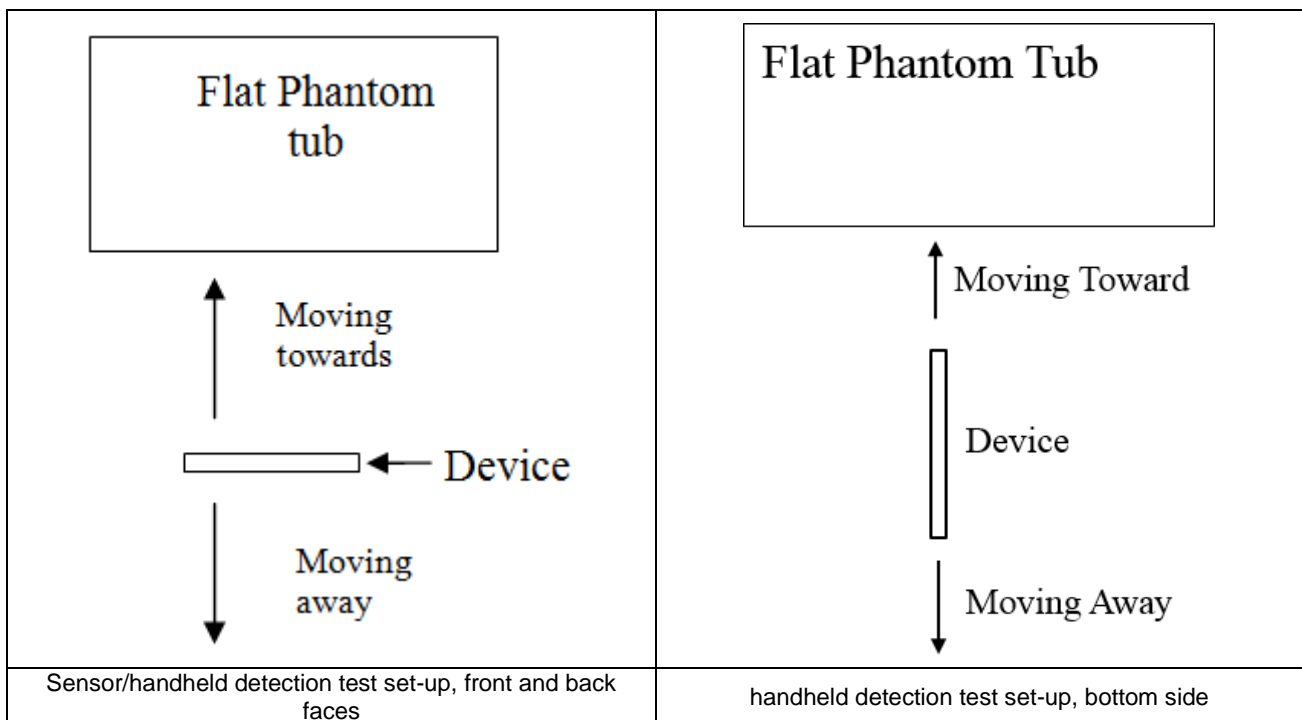 Flat Phantom
tub
Moving
towards
Device
Moving
away
Sensor/handheld detection test set-up, front and back
faces
Flat Phantom Tub
Moving Toward
Device
Moving Away
handheld detection test set-up, bottom side